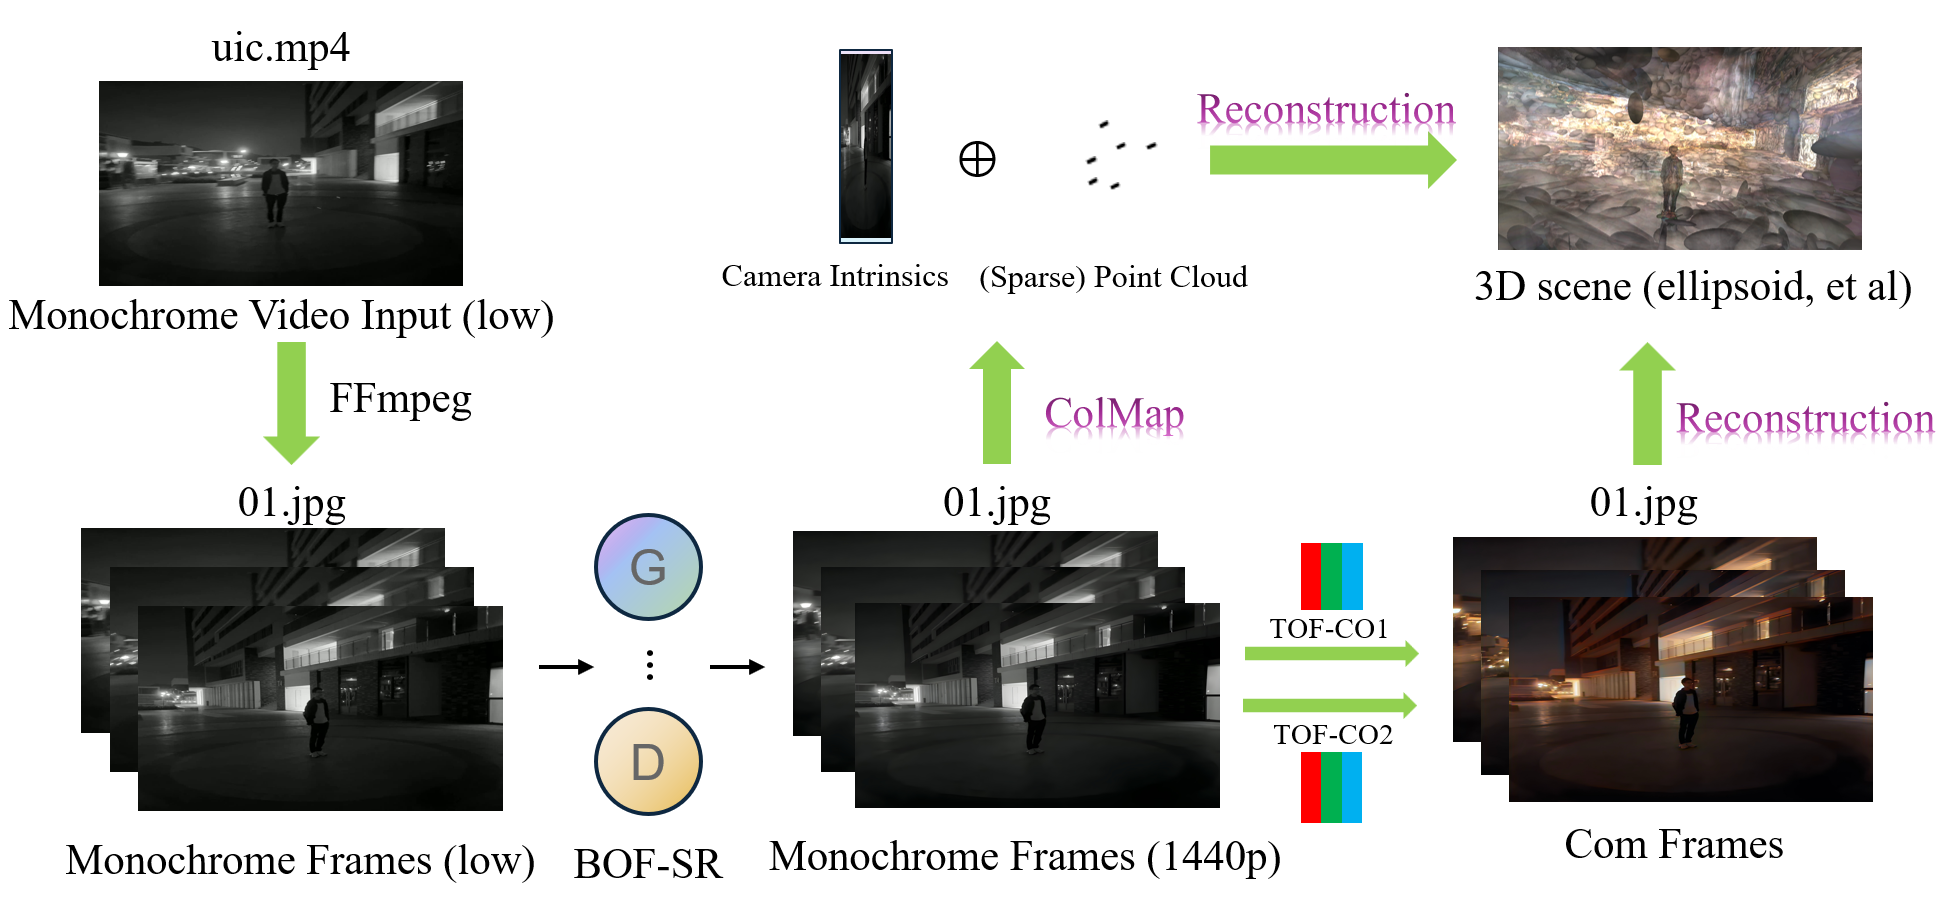 uic.mp4
Monochrome Video Input (low)
FFmpeg
01.jpg
Monochrome Frames (low)
G
D
BOF-SR
01.jpg
Monochrome Frames (1440p)
ColMap
Camera Intrinsics
(Sparse) Point Cloud
Reconstruction
3D scene (ellipsoid, et al)
TOF-CO1
TOF-CO2
Reconstruction
01.jpg
Com Frames